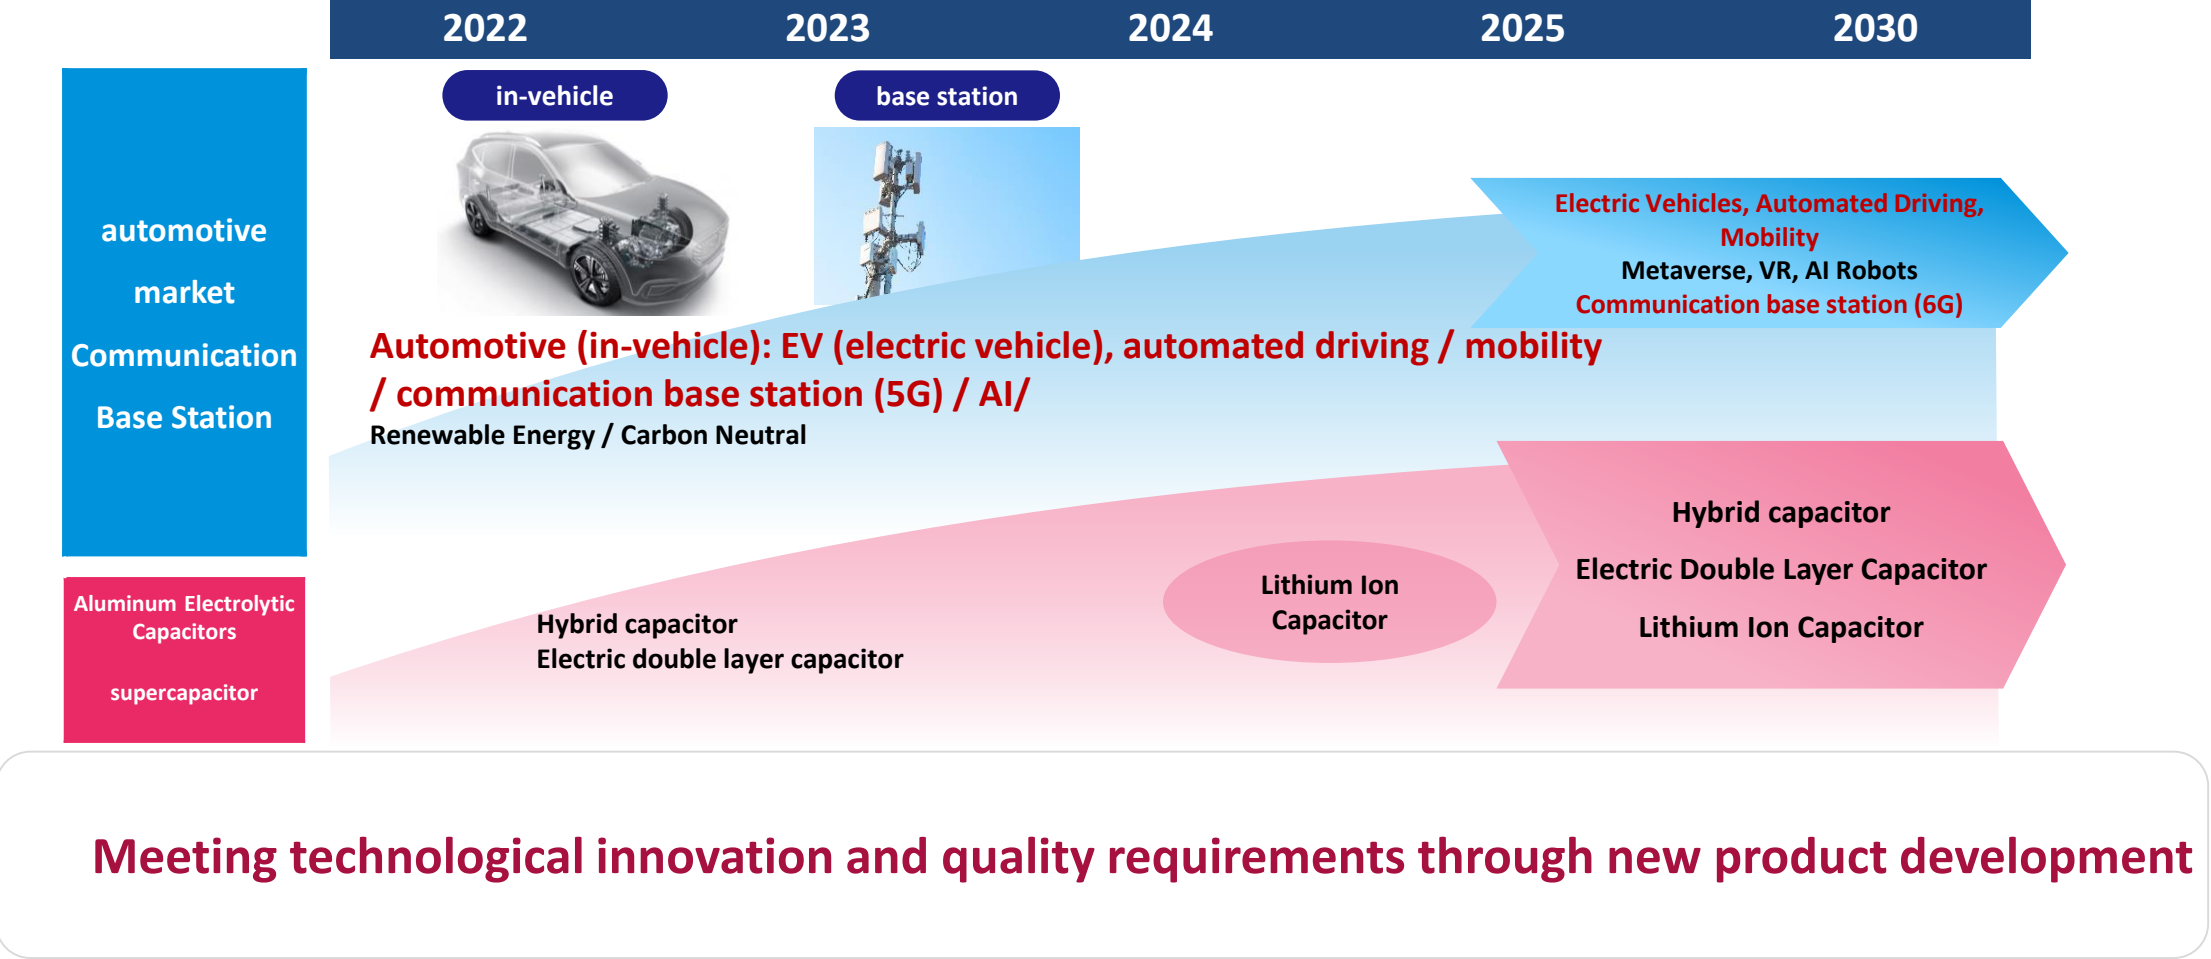 2022 2023 2024 2025 2030
in-vehicle
base station
automotive
market
Communication
Base Station
Electric Vehicles, Automated Driving,
Mobility
Metaverse, VR, AI Robots
Communication base station (6G)
Automotive (in-vehicle): EV (electric vehicle), automated driving / mobility
/ communication base station (5G) / AI/
Renewable Energy / Carbon Neutral
Aluminum Electrolytic
Capacitors
supercapacitor
Hybrid capacitor
Electric double layer capacitor
Lithium Ion
Capacitor
Hybrid capacitor
Electric Double Layer Capacitor
Lithium Ion Capacitor
Meeting technological innovation and quality requirements through new product development